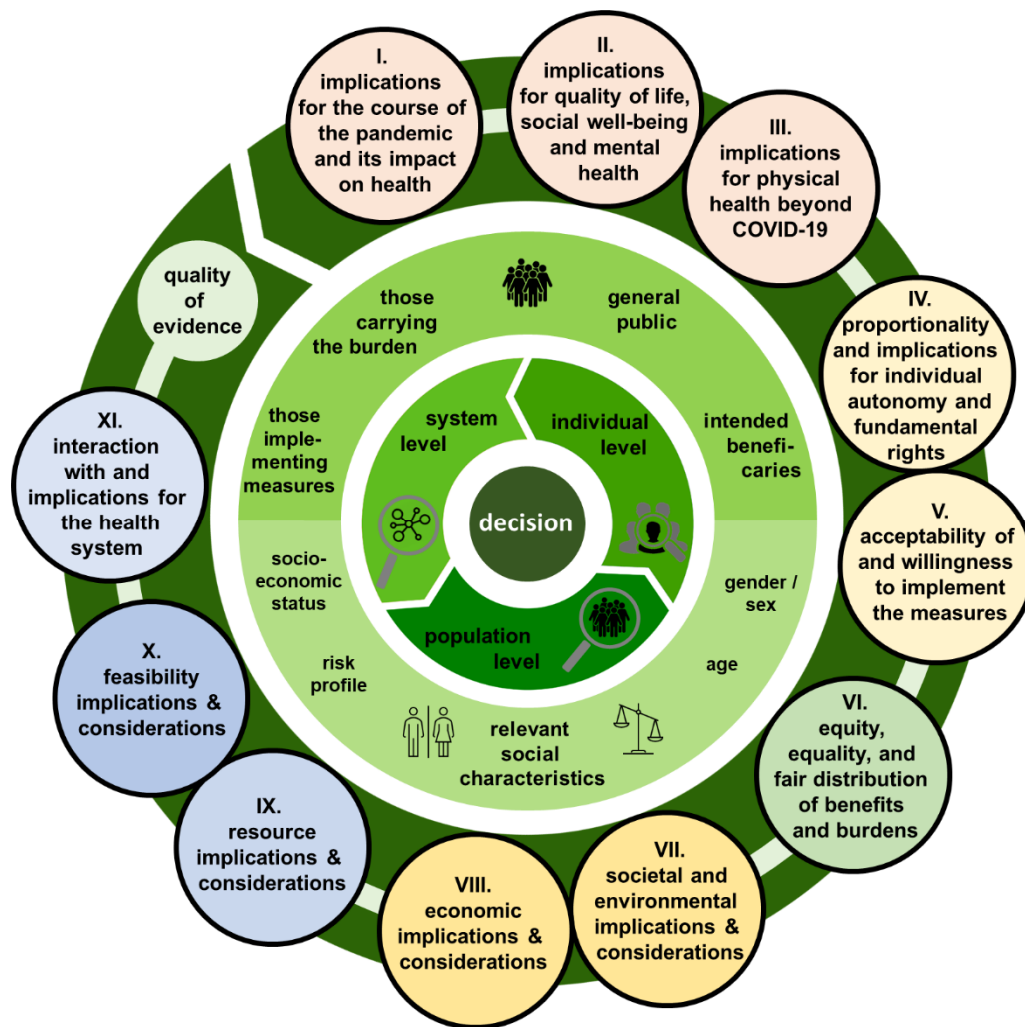 I.
implications
for the course of
the pandemic
and its impact
on health
II.
implications
for quality of life,
social well-being
and mental
health
III.
implications
for physical
health beyond
COVID-19
IV.
proportionality
and implications
for individual
autonomy and
fundamental
rights
V.
acceptability of
and willingness
to implement
the measures
VI.
equity,
equality, and
fair distribution
of benefits
and burdens
VII.
societal and
environmental
implications &
considerations
VIII.
economic
implications &
considerations
IX.
resource
implications &
considerations
X.
feasibility
implications &
considerations
XI.
interaction
with and
implications for
the health
system
quality
of
evidence
those
carrying
the burden
general
public
those
imple-
menting
measures
intended
benefi-
caries
socio-
economic
status
gender /
sex
risk
profile
age
relevant
social
characteristics
system
level
individual
level
population
level
decision